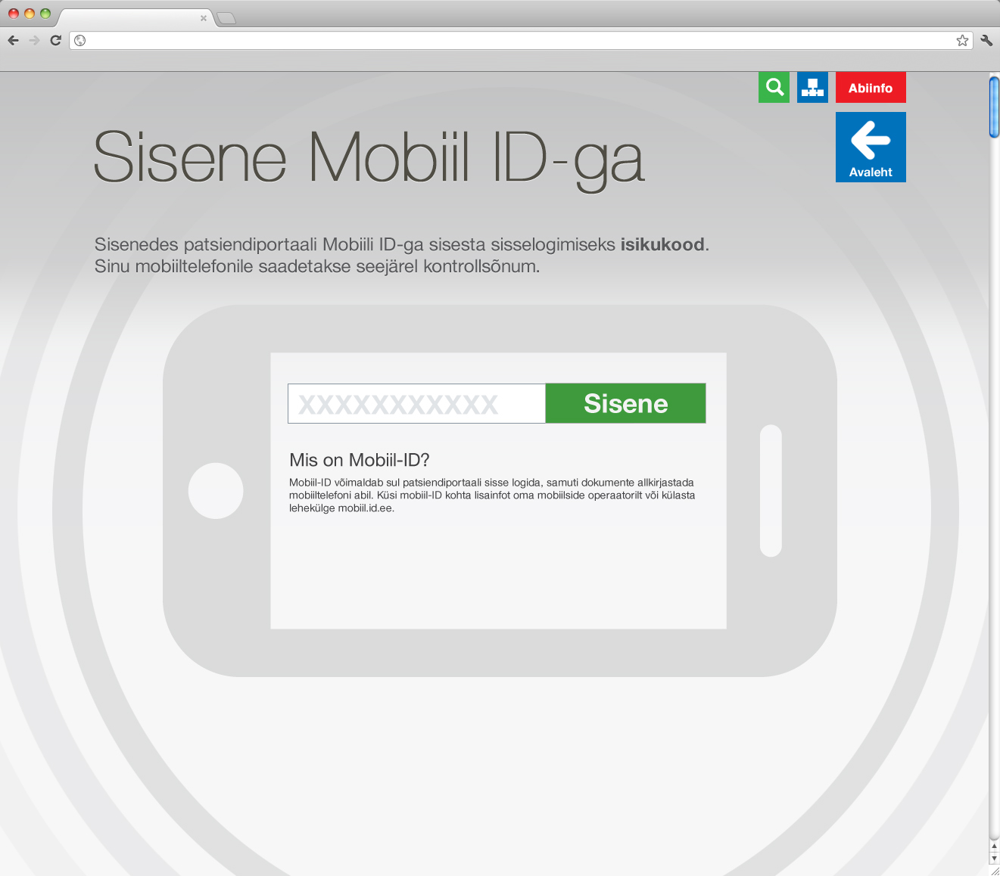 Abiinfo
Sisene Mobiil ID-ga
Avaleht
Sisenedes patsiendiportaali Mobiili ID-ga sisesta sisselogimiseks isikukood.
Sinu mobiiltelefonile saadetakse seejärel kontrollsõnum.
XXXXXXXXXXX
Sisene
Mis on Mobiil-ID?
Mobiil-ID võimaldab sul patsiendiportaali sisse logida, samuti dokumente allkirjastada
mobiiltelefoni abil. Küsi mobiil-ID kohta lisainfot oma mobiilside operaatorilt või külasta
lehekülge mobiil.id.ee.